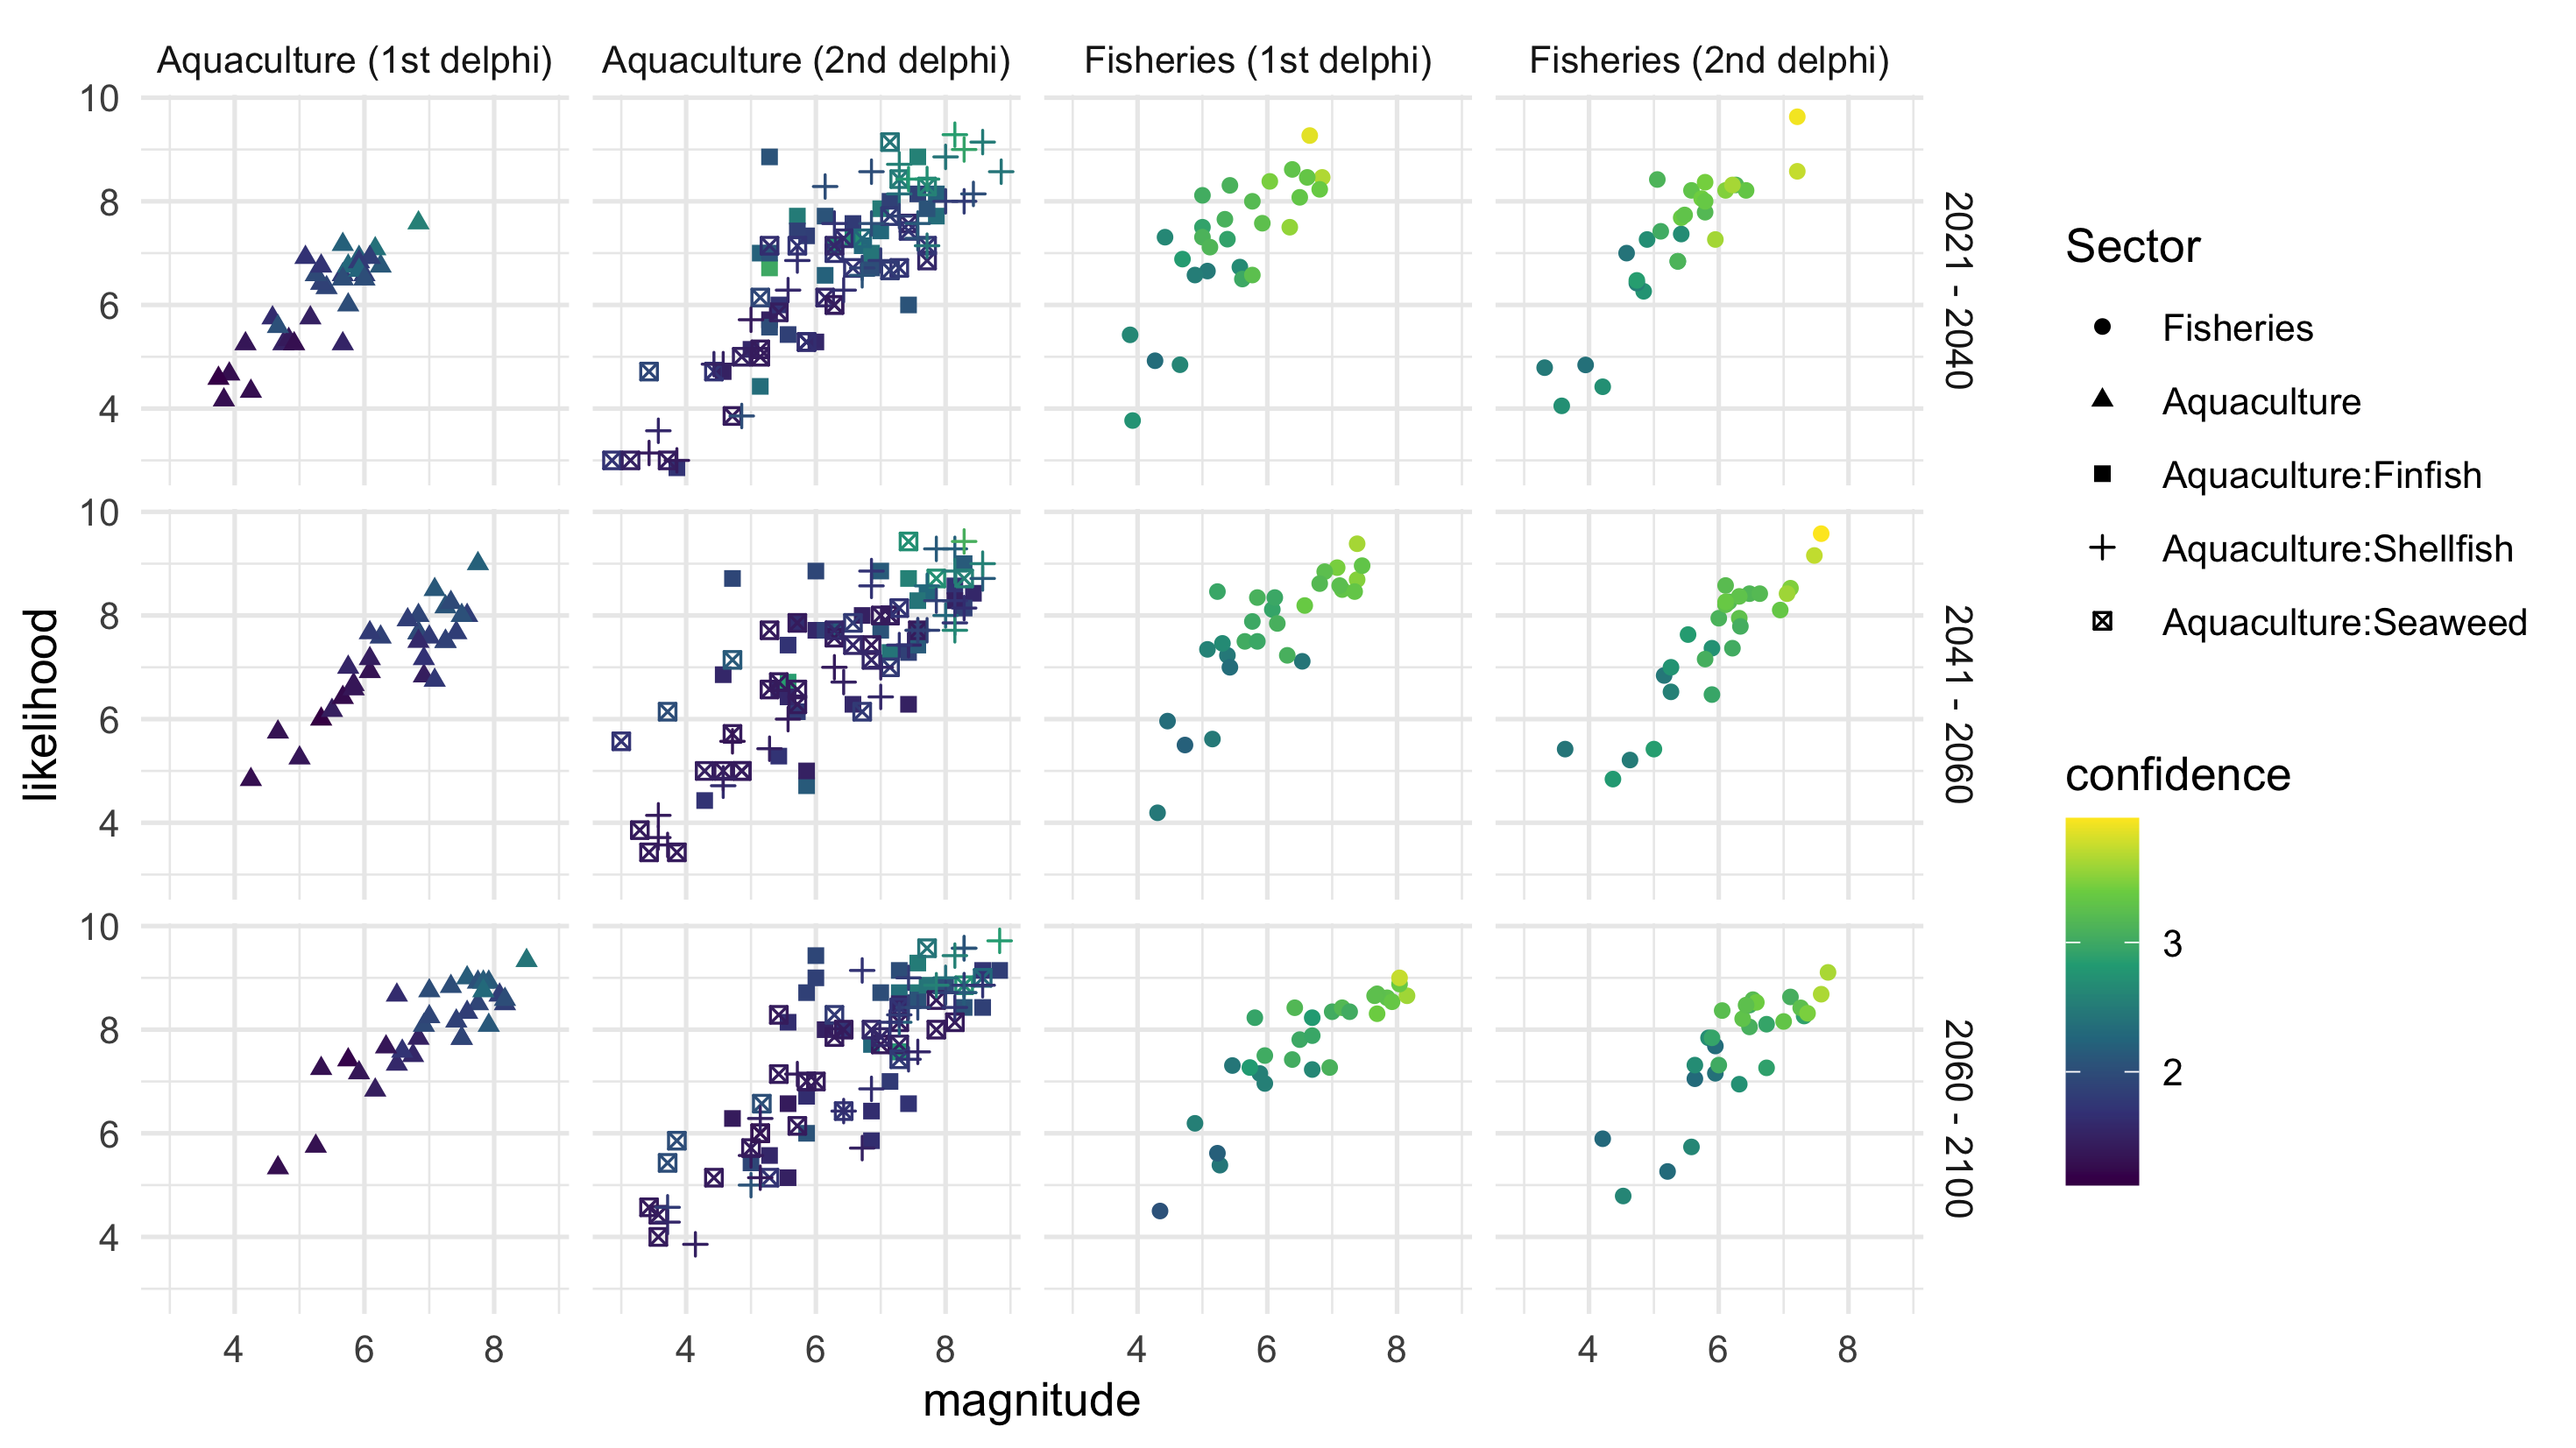 Aquaculture (1st delphi)
Aquaculture (2nd delphi)
Fisheries (1st delphi)
Fisheries (2nd delphi)
10
8
6
4
2021 - 2040
10
8
6
4
2041 - 2060
10
8
6
4
2060 - 2100
4
6
8
4
6
8
4
6
8
4
6
8
magnitude
likelihood
Sector
Fisheries
Aquaculture
Aquaculture:Finfish
Aquaculture:Shellfish
Aquaculture:Seaweed
confidence
3
2